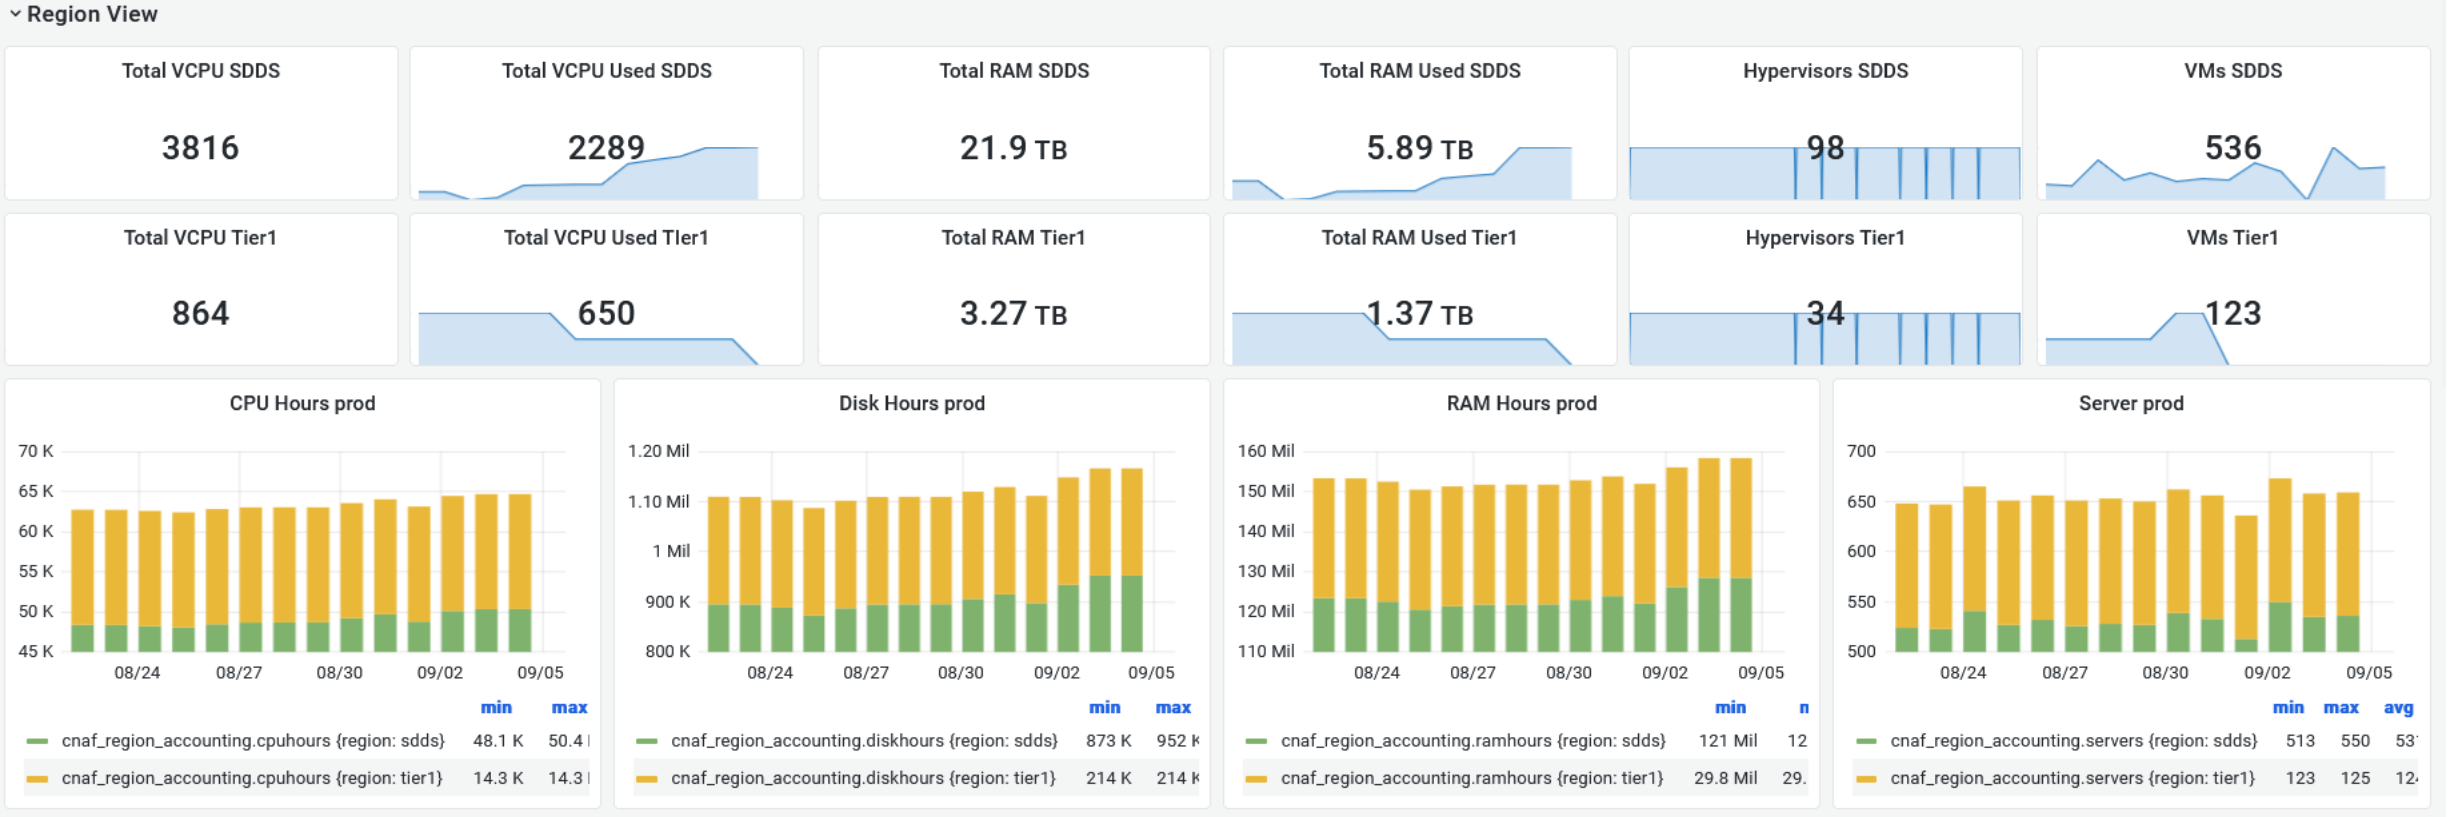 Region View
Total VCPU SDDS
3816
Total VCPU Used SDDS
2289
Total RAM SDDS
21.9 TB
Total RAM Used SDDS
5.89 TB
Hypervisors SDDS
98
VMs SDDS
536
Total VCPU Tier1
864
Total VCPU Used TIer1
650
Total RAM Tier1
3.27 TB
Total RAM Used Tier1
1.37 TB
Hypervisors Tier1
34
VMs Tier1
123
CPU Hours prod
70 K
65 K
60 K
55 K
50 K
45 K
08/24 08/27 08/30 09/02 09/05
min max
cnaf_region_accounting.cpuhours {region: sdds} 48.1 K 50.4
cnaf_region_accounting.cpuhours {region: tier1} 14.3 K 14.3
Disk Hours prod
1.20 Mil
1.10 Mil
1 Mil
900 K
800 K
08/24 08/27 08/30 09/02 09/05
min max
cnaf_region_accounting.diskhours {region: sdds} 873 K 952 K
cnaf_region_accounting.diskhours {region: tier1} 214 K 214 K
RAM Hours prod
160 Mil
150 Mil
140 Mil
130 Mil
120 Mil
110 Mil
08/24 08/27 08/30 09/02 09/05
min
cnaf_region_accounting.ramhours {region: sdds} 121 Mil 12
cnaf_region_accounting.ramhours {region: tier1} 29.8 Mil 29.
Server prod
700
650
600
550
500
08/24 08/27 08/30 09/02 09/05
min max avg
cnaf_region_accounting.servers {region: sdds} 513 550 53
cnaf_region_accounting.servers {region: tier1} 123 125 12